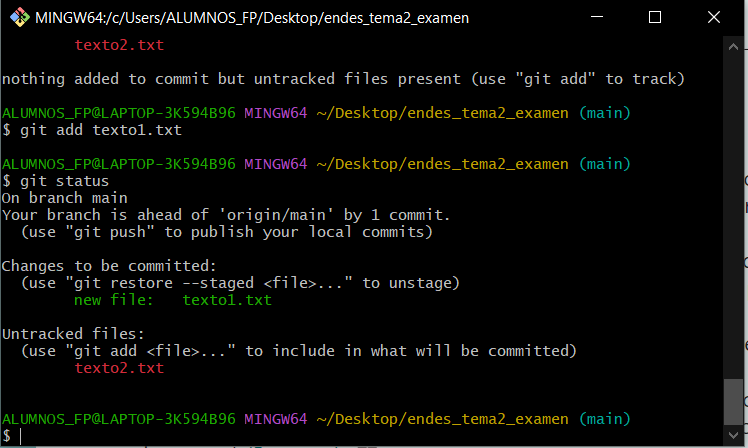 MINGW64:/c/Users/ALUMNOS_FP/Desktop/endes_tema2_examen
texto2.txt
nothing added to commit but untracked files present (use "git add" to track)
ALUMNOS_FP@LAPTOP-3K594B96 MINGW64 ~/Desktop/endes_tema2_examen (main)
$ git add texto1.txt
ALUMNOS_FP@LAPTOP-3K594B96 MINGW64 ~/Desktop/endes_tema2_examen (main)
$ git status
On branch main
Your branch is ahead of 'origin/main' by 1 commit.
(use "git push" to publish your local commits)
Changes to be committed:
(use "git restore --staged <file>..." to unstage)
new file:   texto1.txt
Untracked files:
(use "git add <file>..." to include in what will be committed)
texto2.txt
ALUMNOS_FP@LAPTOP-3K594B96 MINGW64 ~/Desktop/endes_tema2_examen (main)
$